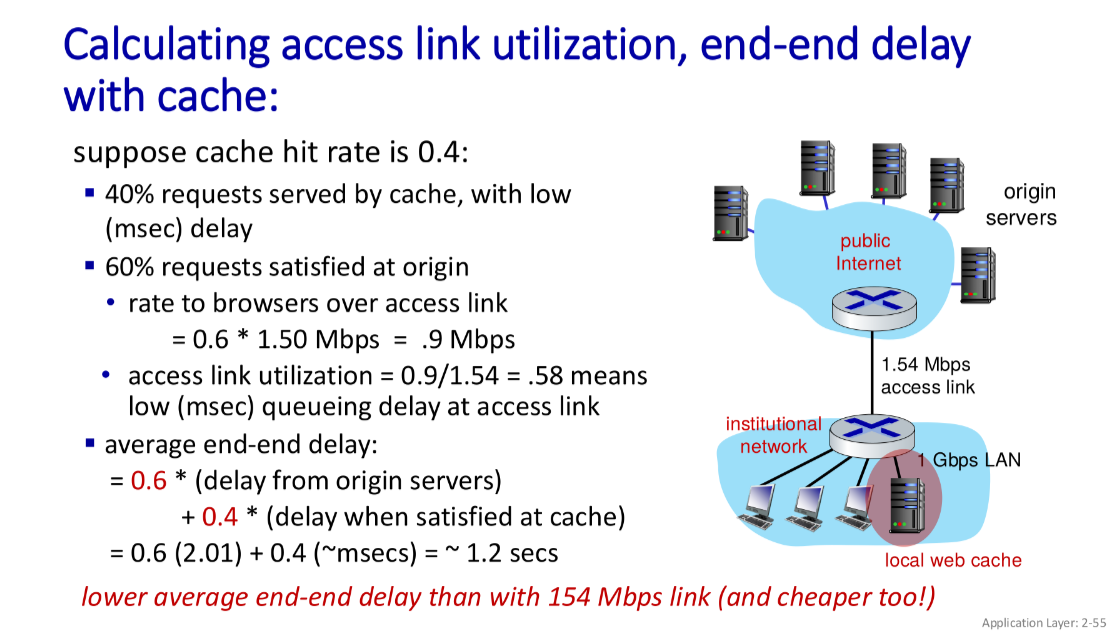 Calculating access link utilization, end-end delay
with cache:
suppose cache hit rate is 0.4:
▪ 40% requests served by cache, with low
(msec) delay
▪ 60% requests satisfied at origin
• rate to browsers over access link
= 0.6 * 1.50 Mbps = .9 Mbps
• access link utilization = 0.9/1.54 = .58 means
low (msec) queueing delay at access link
▪ average end-end delay:
= 0.6 * (delay from origin servers)
+ 0.4 * (delay when satisfied at cache)
= 0.6 (2.01) + 0.4 (~msecs) = ~ 1.2 secs
lower average end-end delay than with 154 Mbps link (and cheaper too!)
origin
servers
public
Internet
1.54 Mbps
access link
institutional
network
1 Gbps LAN
local web cache
Application Layer: 2-55